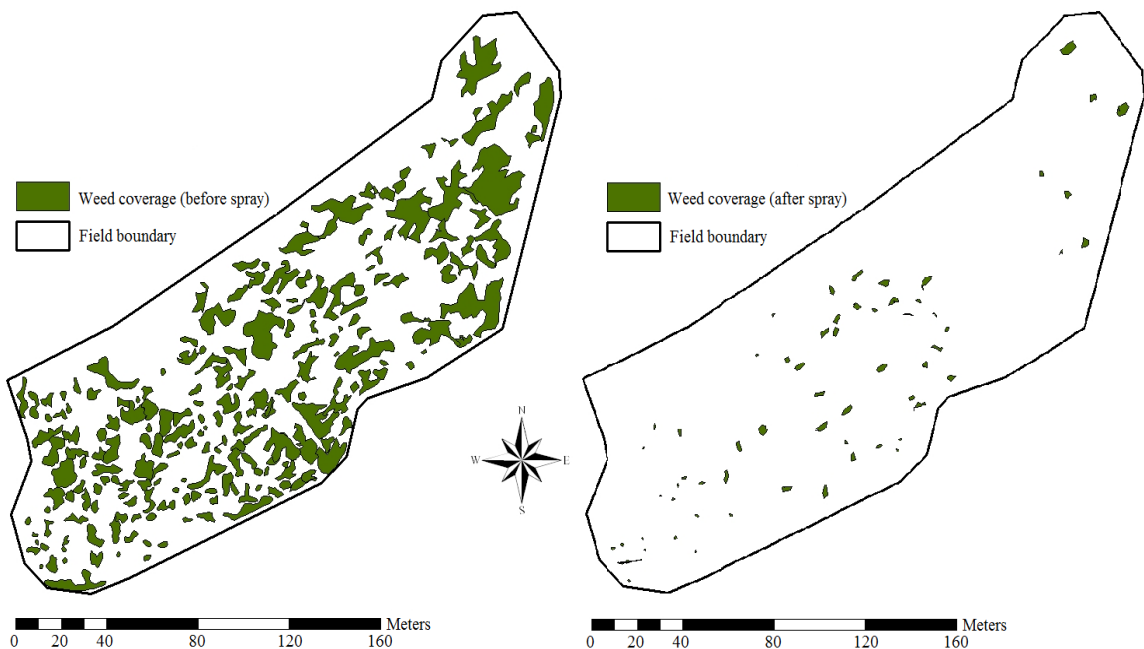 Weed coverage (before spray)
Field boundary
Weed coverage (after spray)
Field boundary
N
W E
S
Meters
0 20 40 80 120 160
Meters
0 20 40 80 120 160